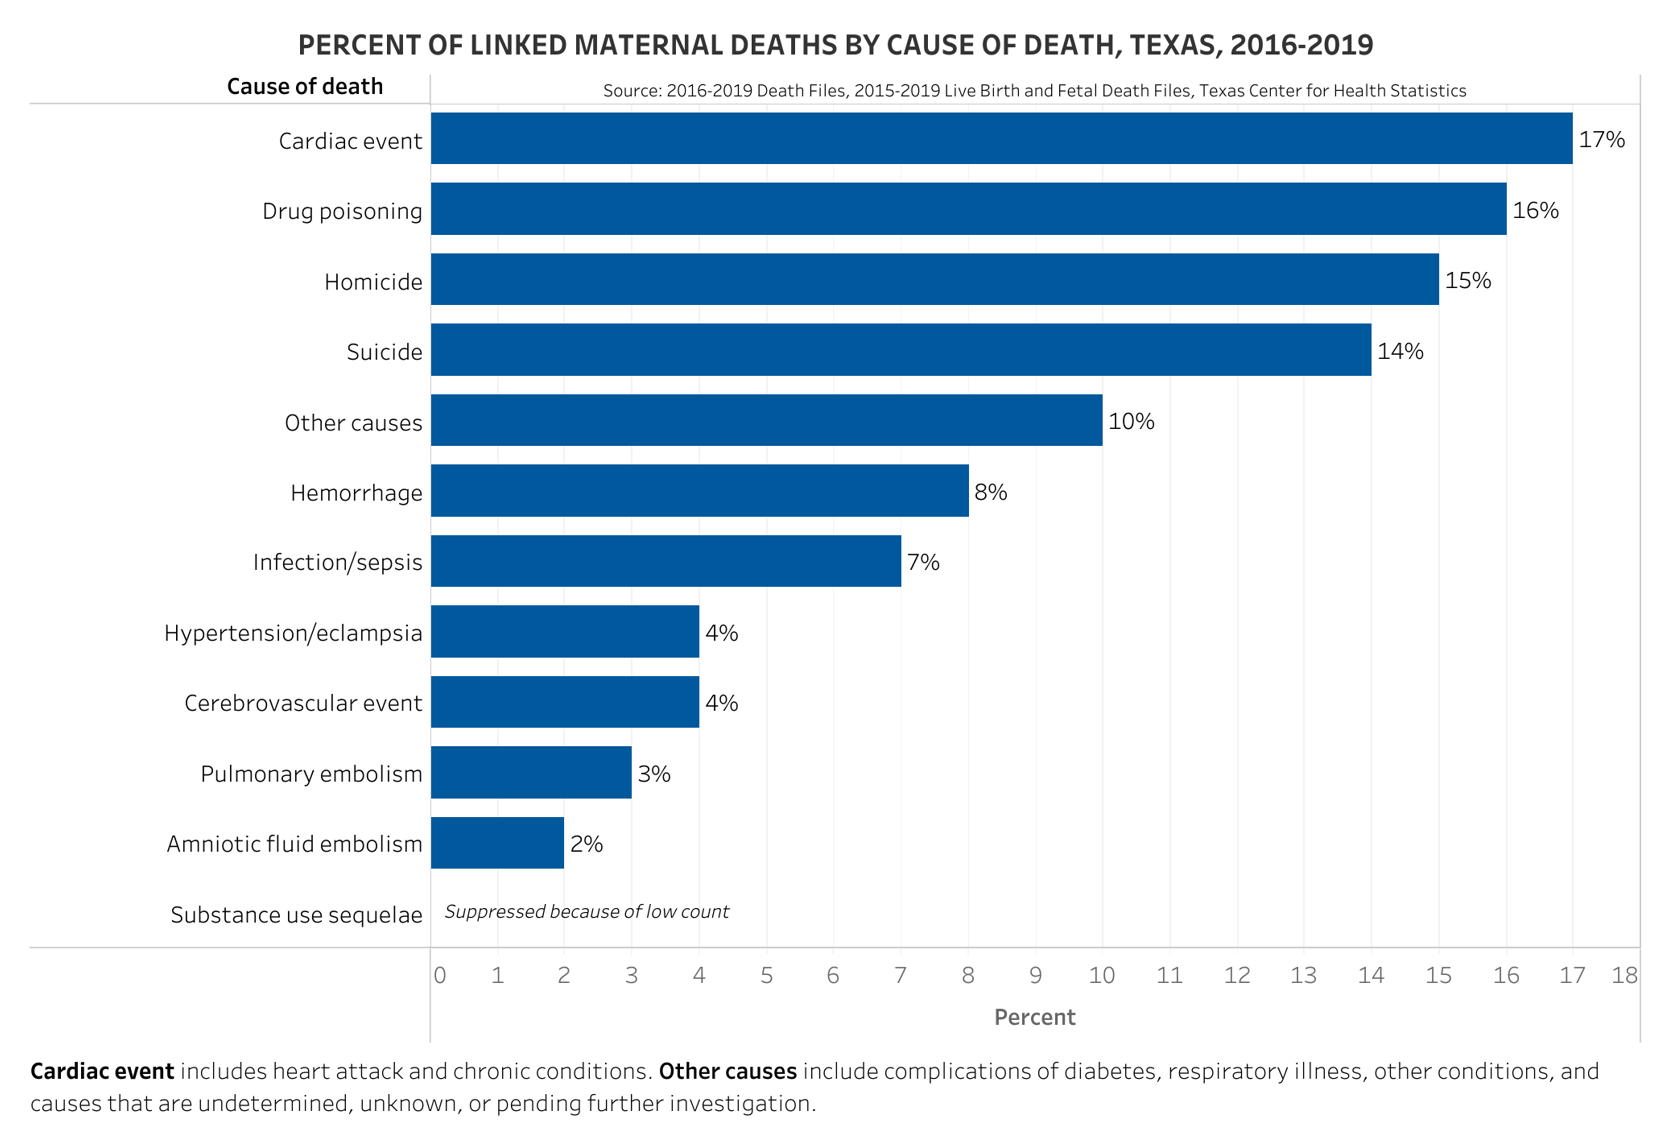 PERCENT OF LINKED MATERNAL DEATHS BY CAUSE OF DEATH, TEXAS, 2016-2019
Cause of death
Source: 2016-2019 Death Files, 2015-2019 Live Birth and Fetal Death Files, Texas Center for Health Statistics
Cardiac event 17%
Drug poisoning 16%
Homicide 15%
Suicide 14%
Other causes 10%
Hemorrhage 8%
Infection/sepsis 7%
Hypertension/eclampsia 4%
Cerebrovascular event 4%
Pulmonary embolism 3%
Amniotic fluid embolism 2%
Substance use sequelae Suppressed because of low count
0 1 2 3 4 5 6 7 8 9 10 11 12 13 14 15 16 17 18
Percent
Cardiac event includes heart attack and chronic conditions. Other causes include complications of diabetes, respiratory illness, other conditions, and
causes that are undetermined, unknown, or pending further investigation.